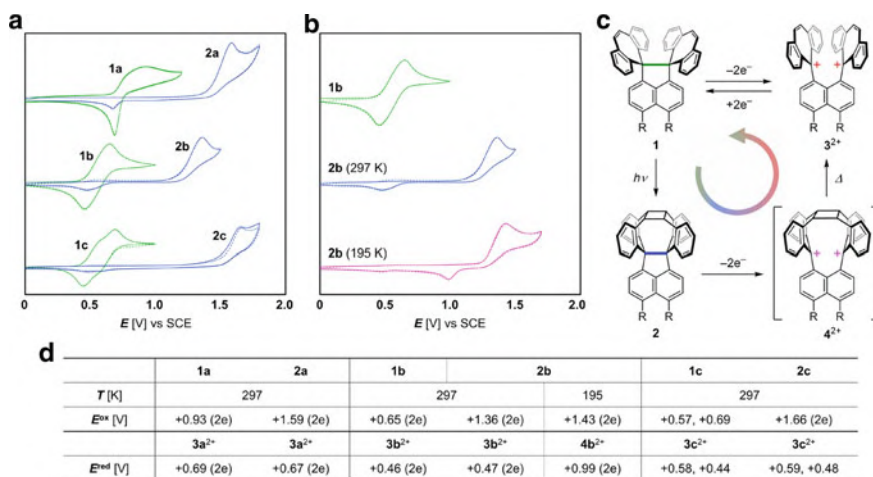 a
1a
2a
1b
2b
1c
2c
0 0.5 1.0 1.5 2.0
E [V] vs SCE
b
1b
2b (297 K)
2b (195 K)
0 0.5 1.0 1.5 2.0
E [V] vs SCE
c
–2e⁻
+2e⁻
R R
1
R R
3²⁺
hν
Δ
–2e⁻
R R
2
R R
4²⁺
d
1a 2a 1b 2b 1c 2c
T [K] 297 297 195 297
Eᵒˣ [V] +0.93 (2e) +1.59 (2e) +0.65 (2e) +1.36 (2e) +1.43 (2e) +0.57, +0.69 +1.66 (2e)
3a²⁺ 3a²⁺ 3b²⁺ 3b²⁺ 4b²⁺ 3c²⁺ 3c²⁺
Eʳᵉᵈ [V] +0.69 (2e) +0.67 (2e) +0.46 (2e) +0.47 (2e) +0.99 (2e) +0.58, +0.44 +0.59, +0.48